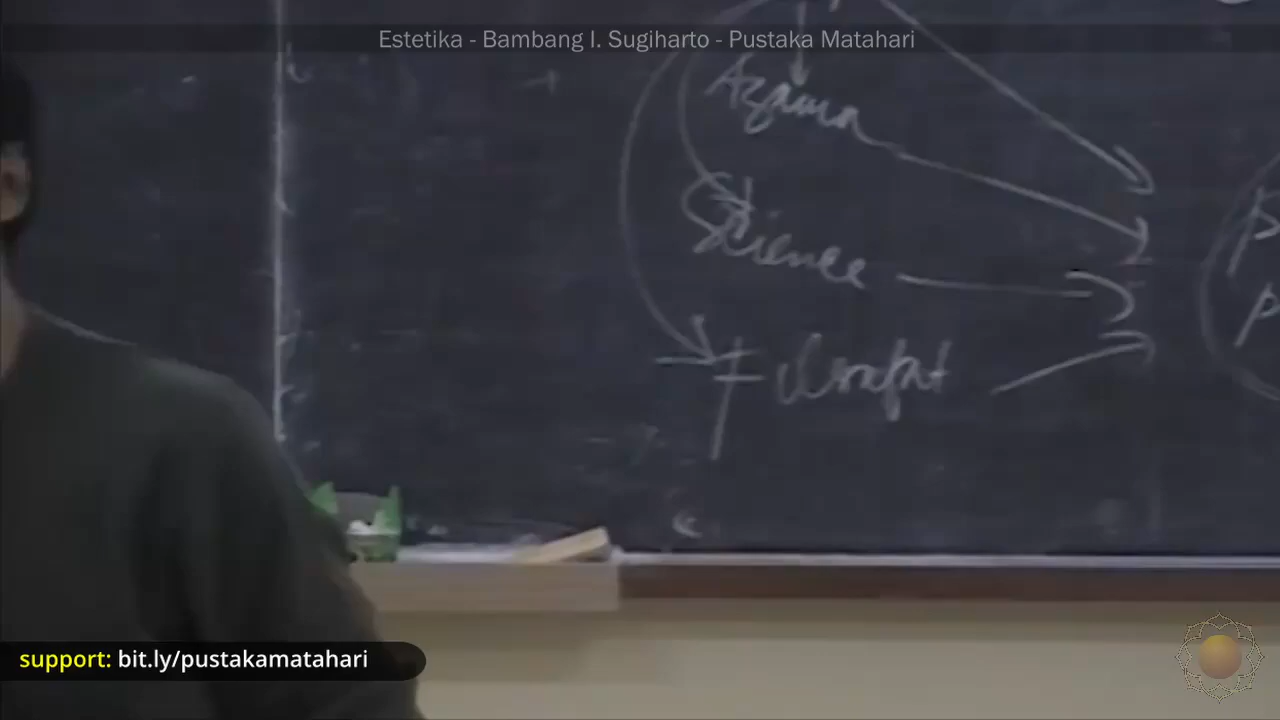 Estetika - Bambang I. Sugiharto - Pustaka Matahari
Agama
Science
Filsafat
support: bit.ly/pustakamatahari